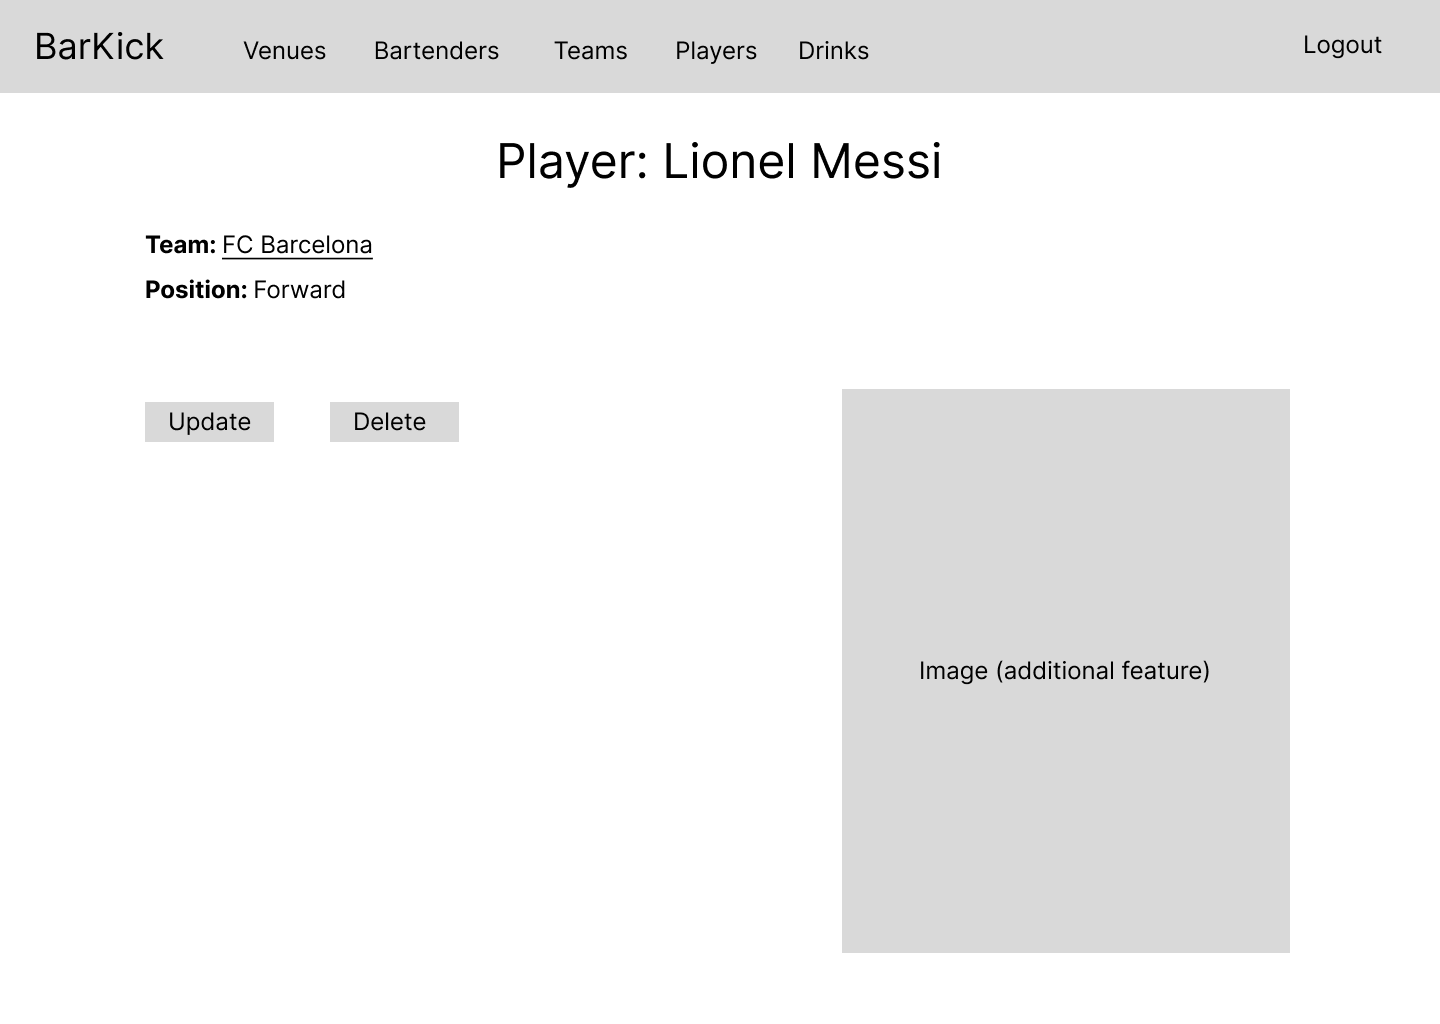 BarKick Venues Bartenders Teams Players Drinks Logout
Player: Lionel Messi
Team: FC Barcelona
Position: Forward
Update Delete
Image (additional feature)